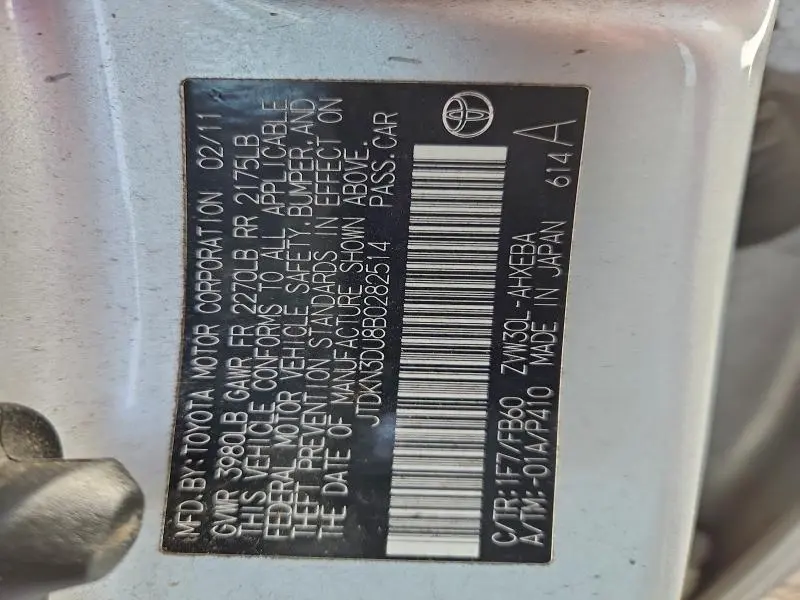 MFD. BY: TOYOTA MOTOR CORPORATION 02/11
GVWR 3980LB GAWR FR 2270LB RR 2175LB
THIS VEHICLE CONFORMS TO ALL APPLICABLE
FEDERAL MOTOR VEHICLE SAFETY, BUMPER, AND
THEFT PREVENTION STANDARDS IN EFFECT ON
THE DATE OF MANUFACTURE SHOWN ABOVE.
JTDKN3DU8B0282514 PASS. CAR
C/TR: 1F7/FB60 ZVW30L-AHXEBA
A/TM: -01A/P410 MADE IN JAPAN 614 A